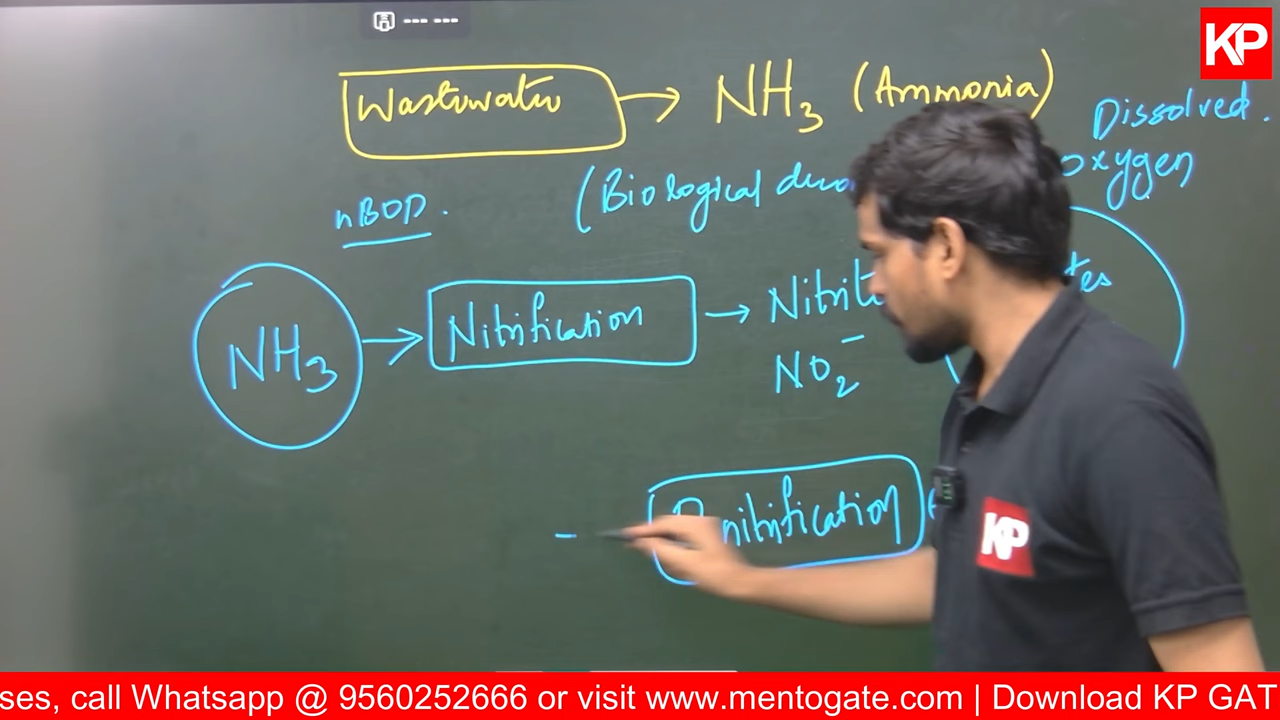 KP
Wastewater → NH3 (Ammonia)
Dissolved.
oxygen
(Biological
nBOD.
NH3 → Nitrification → Nitrit
NO2-
nitrification
KP
ses, call Whatsapp @ 9560252666 or visit www.mentogate.com | Download KP GAT